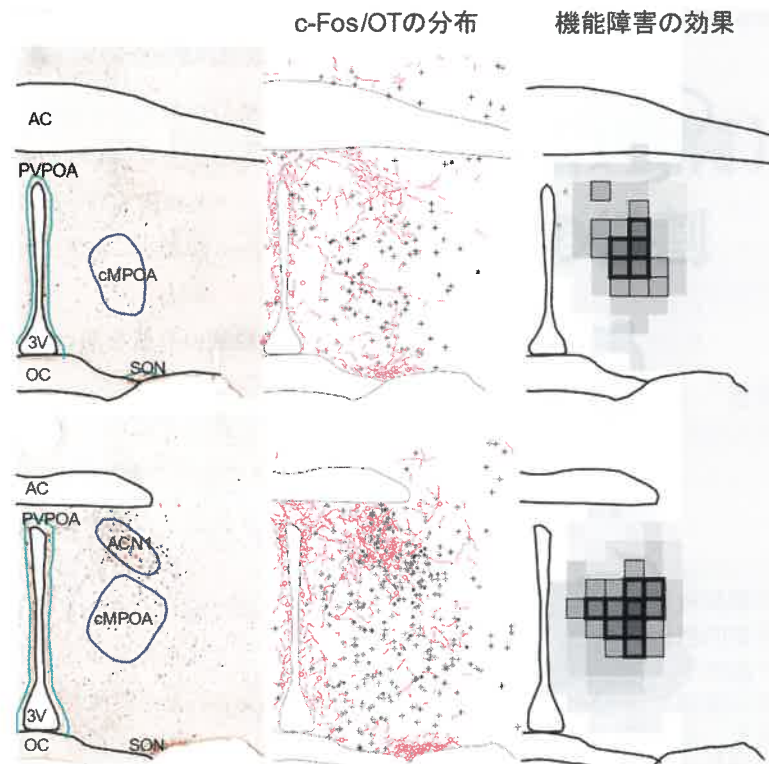 c-Fos/OTの分布
機能障害の効果
AC
PVPOA
cMPOA
3V
OC
SON
AC
PVPOA
ACN1
cMPOA
3V
OC
SON